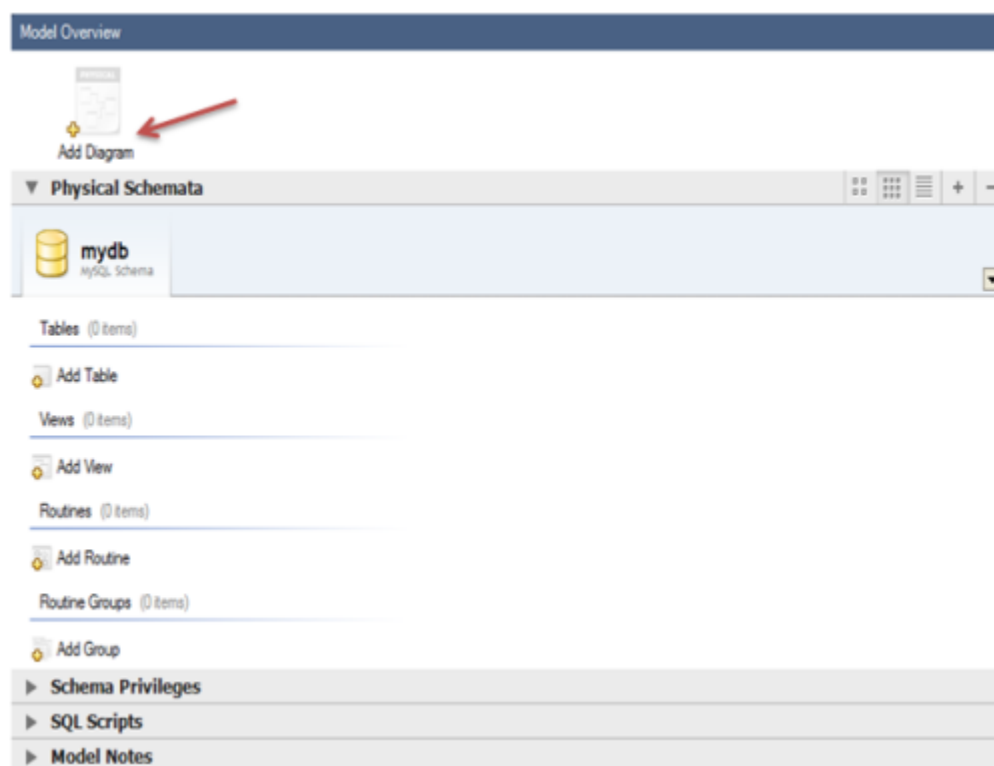 Model Overview
PHYSICAL
Add Diagram
Physical Schemata
mydb
MySQL Schema
Tables (0 items)
Add Table
Views (0 items)
Add View
Routines (0 items)
Add Routine
Routine Groups (0 items)
Add Group
Schema Privileges
SQL Scripts
Model Notes